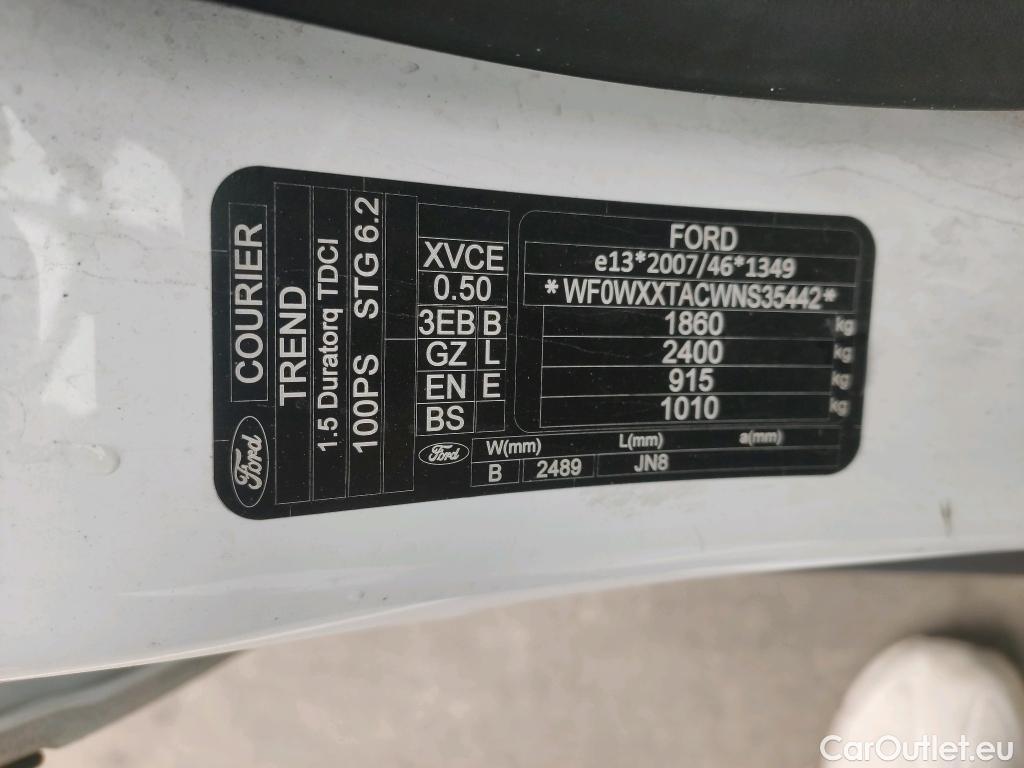 Ford
COURIER
TREND
1.5 Duratorq TDCI
100PS STG 6.2
XVCE
0.50
3EB B
GZ L
EN E
BS
FORD
e13*2007/46*1349
*WF0WXXTACWNS35442*
1860 kg
2400 kg
915 kg
1010 kg
Ford
W(mm) L(mm) a(mm)
B 2489 JN8
CarOutlet.eu